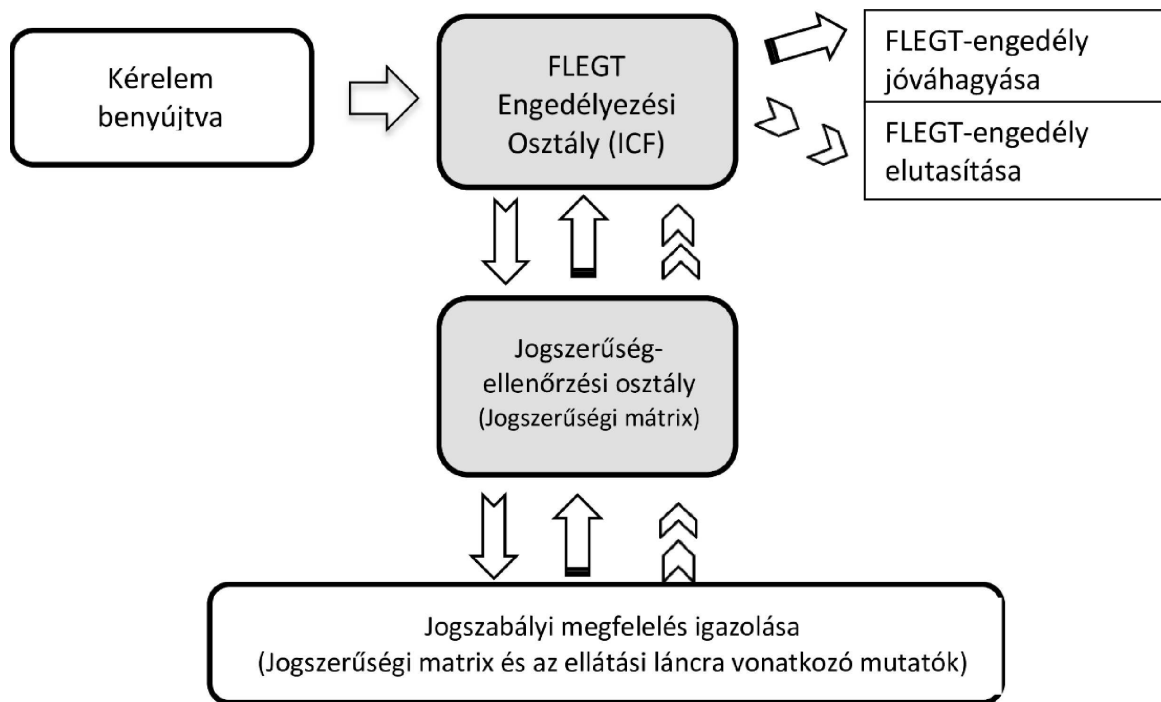 Kérelem
benyújtva
FLEGT
Engedélyezési
Osztály (ICF)
FLEGT-engedély
jóváhagyása
FLEGT-engedély
elutasítása
Jogszerűség-
ellenőrzési osztály
(Jogszerűségi mátrix)
Jogszabályi megfelelés igazolása
(Jogszerűségi matrix és az ellátási láncra vonatkozó mutatók)